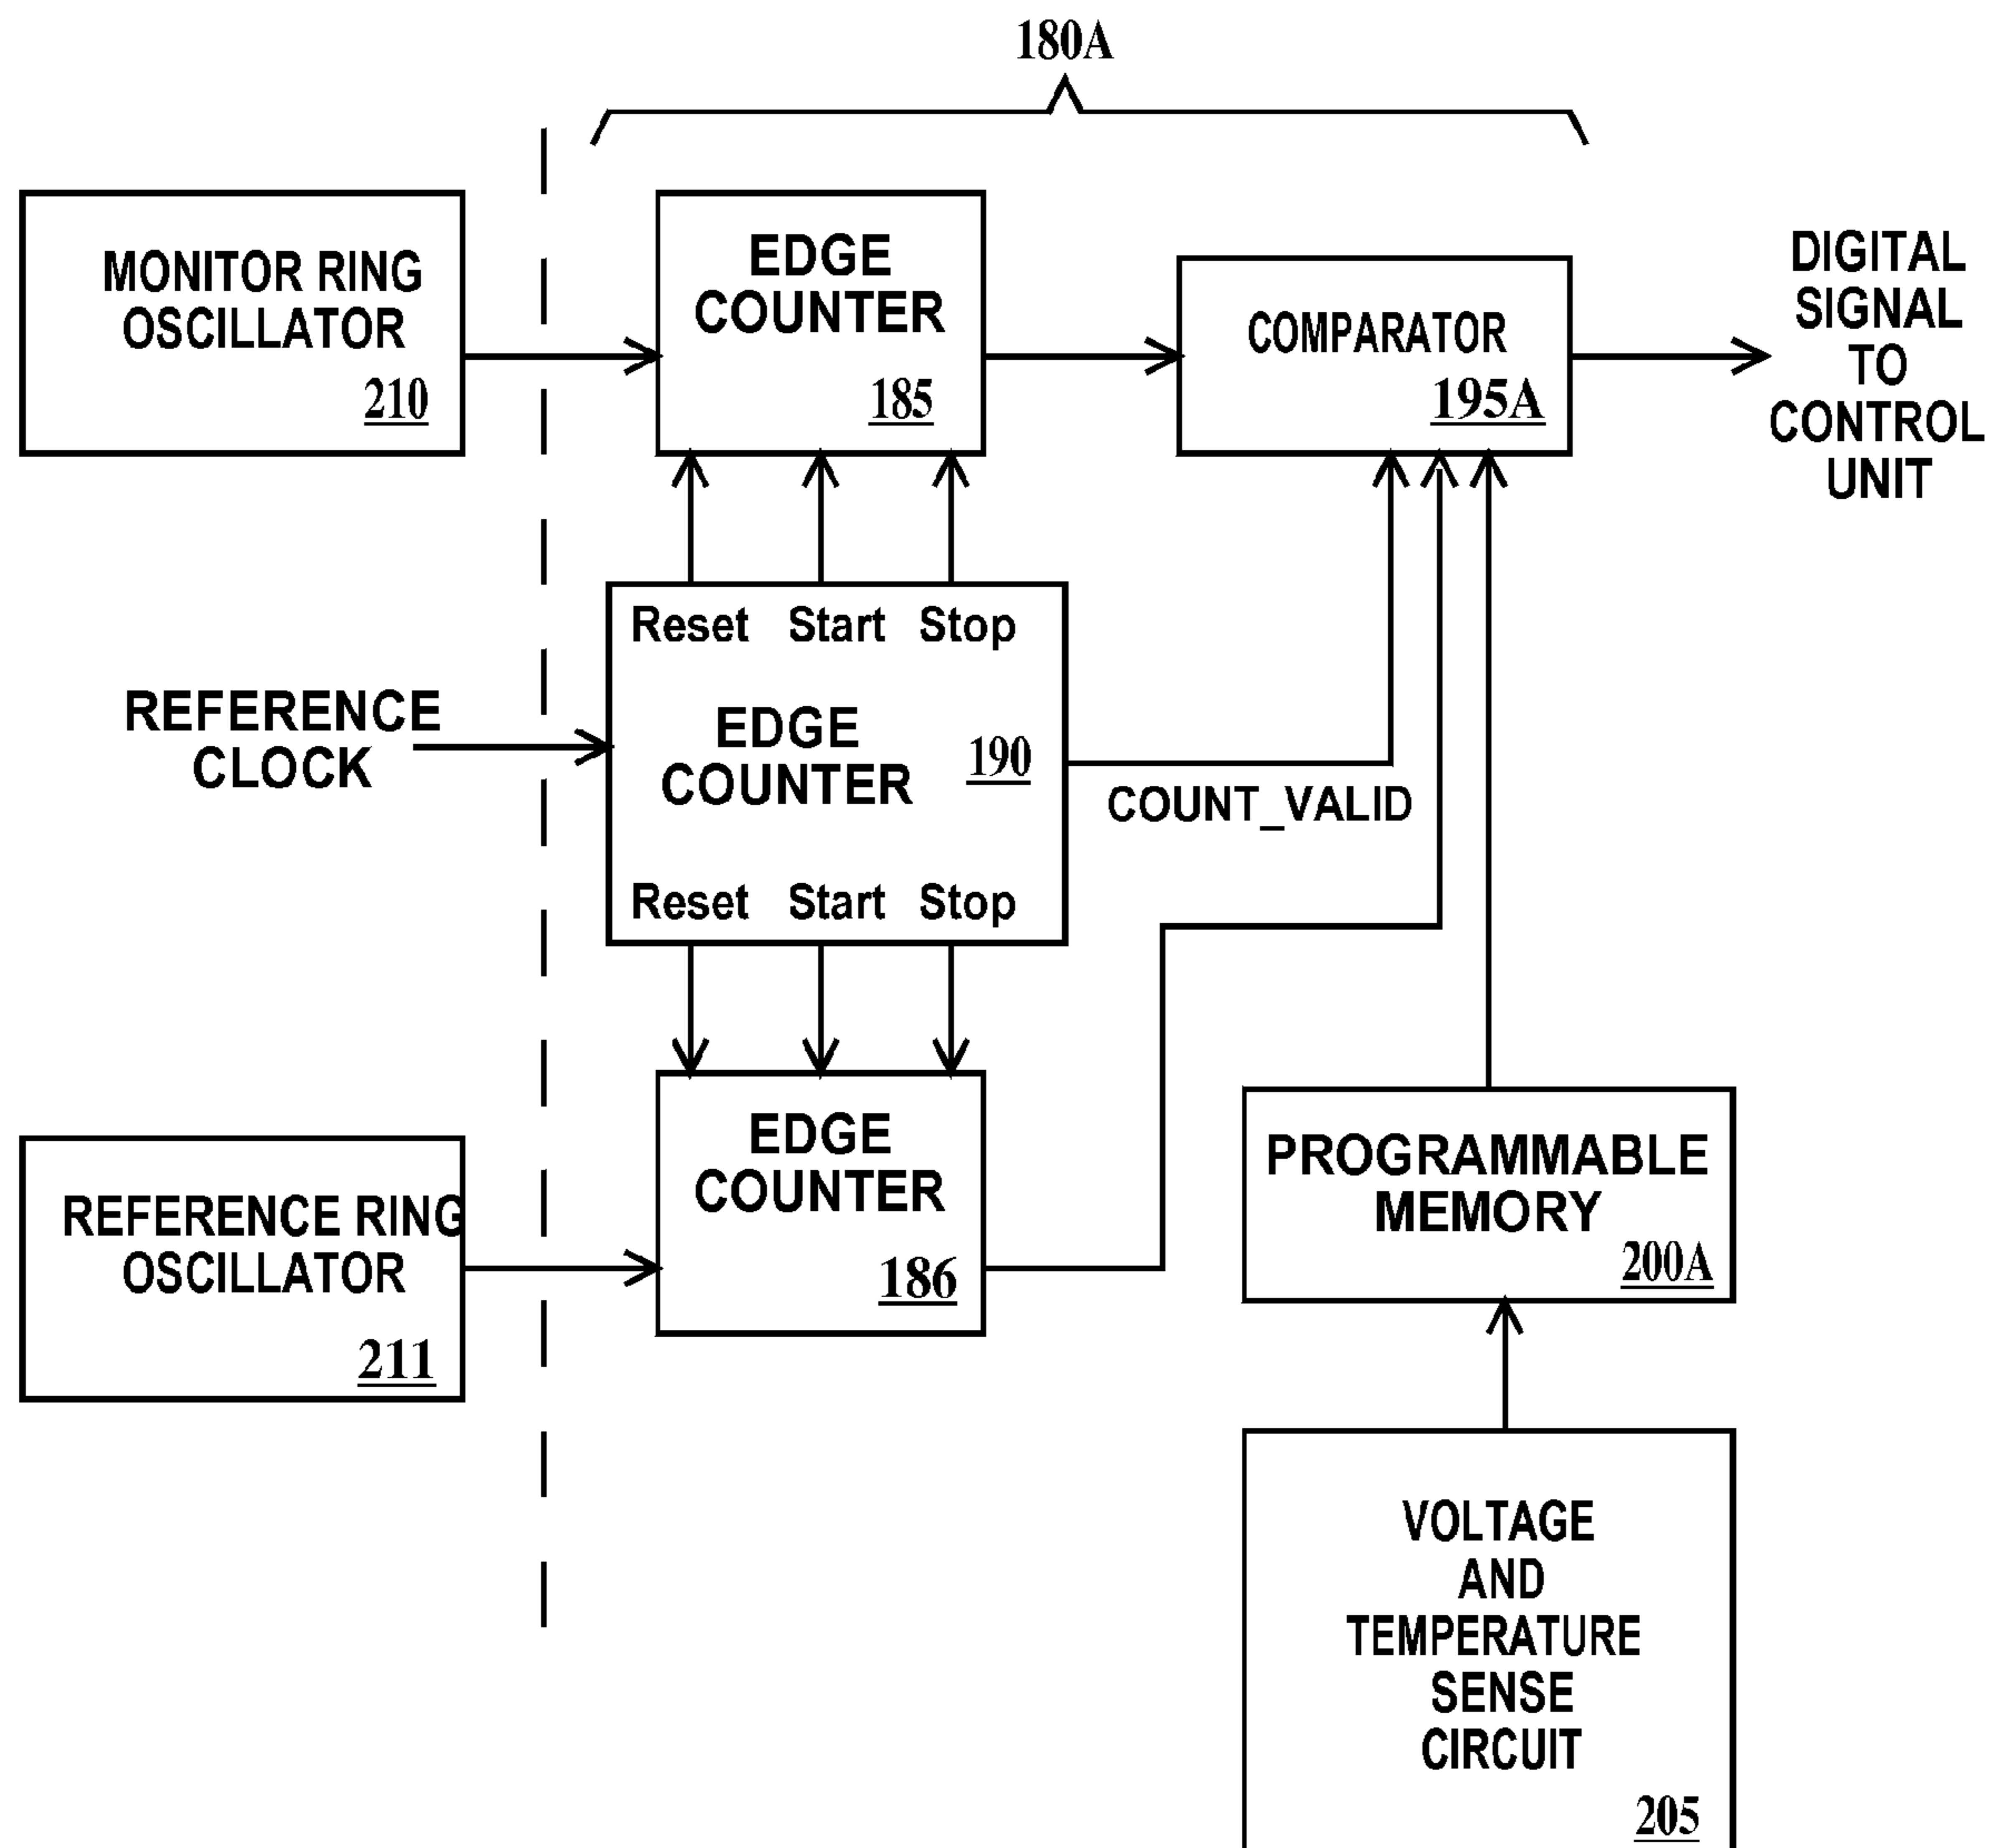 180A
MONITOR RING
OSCILLATOR
210
EDGE
COUNTER
185
COMPARATOR
195A
DIGITAL
SIGNAL
TO
CONTROL
UNIT
Reset Start Stop
REFERENCE
CLOCK
EDGE
COUNTER
190
COUNT_VALID
Reset Start Stop
REFERENCE RING
OSCILLATOR
211
EDGE
COUNTER
186
PROGRAMMABLE
MEMORY
200A
VOLTAGE
AND
TEMPERATURE
SENSE
CIRCUIT
205